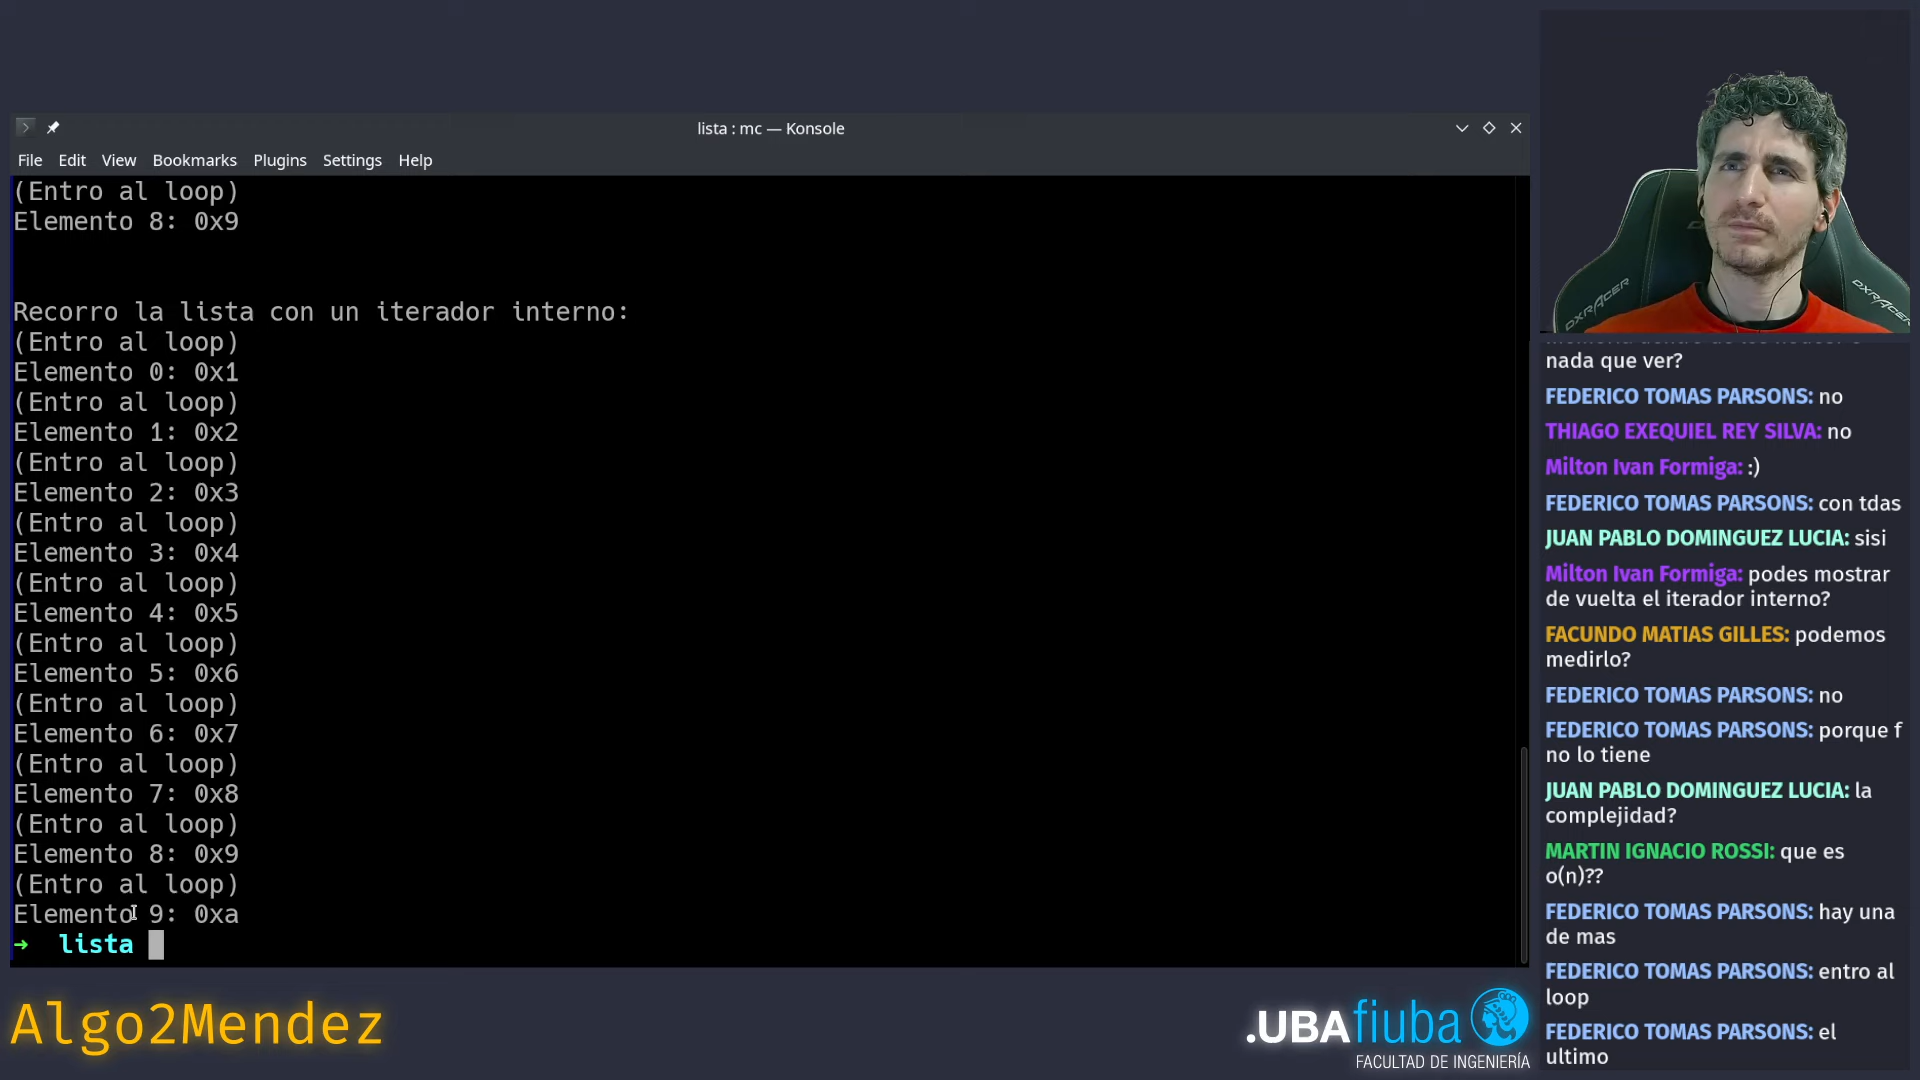 lista : mc — Konsole
File Edit View Bookmarks Plugins Settings Help
(Entro al loop)
Elemento 8: 0x9
Recorro la lista con un iterador interno:
(Entro al loop)
Elemento 0: 0x1
(Entro al loop)
Elemento 1: 0x2
(Entro al loop)
Elemento 2: 0x3
(Entro al loop)
Elemento 3: 0x4
(Entro al loop)
Elemento 4: 0x5
(Entro al loop)
Elemento 5: 0x6
(Entro al loop)
Elemento 6: 0x7
(Entro al loop)
Elemento 7: 0x8
(Entro al loop)
Elemento 8: 0x9
(Entro al loop)
Elemento 9: 0xa
→ lista
DXRACER
DXRACER
nada que ver?
FEDERICO TOMAS PARSONS: no
THIAGO EXEQUIEL REY SILVA: no
Milton Ivan Formiga: :)
FEDERICO TOMAS PARSONS: con tdas
JUAN PABLO DOMINGUEZ LUCIA: sisi
Milton Ivan Formiga: podes mostrar
de vuelta el iterador interno?
FACUNDO MATIAS GILLES: podemos
medirlo?
FEDERICO TOMAS PARSONS: no
FEDERICO TOMAS PARSONS: porque f
no lo tiene
JUAN PABLO DOMINGUEZ LUCIA: la
complejidad?
MARTIN IGNACIO ROSSI: que es
o(n)??
FEDERICO TOMAS PARSONS: hay una
de mas
FEDERICO TOMAS PARSONS: entro al
loop
FEDERICO TOMAS PARSONS: el
ultimo
Algo2Mendez
.UBAfiuba
FACULTAD DE INGENIERÍA